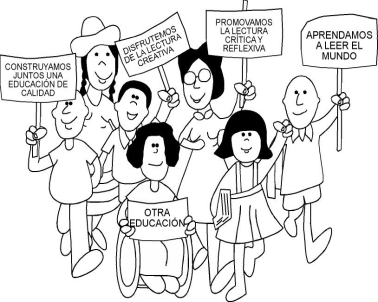 CONSTRUYAMOS
JUNTOS UNA
EDUCACIÓN DE
CALIDAD
DISFRUTEMOS
DE LA LECTURA
CREATIVA
PROMOVAMOS
LA LECTURA
CRÍTICA Y
REFLEXIVA
APRENDAMOS
A LEER EL
MUNDO
OTRA
EDUCACIÓN